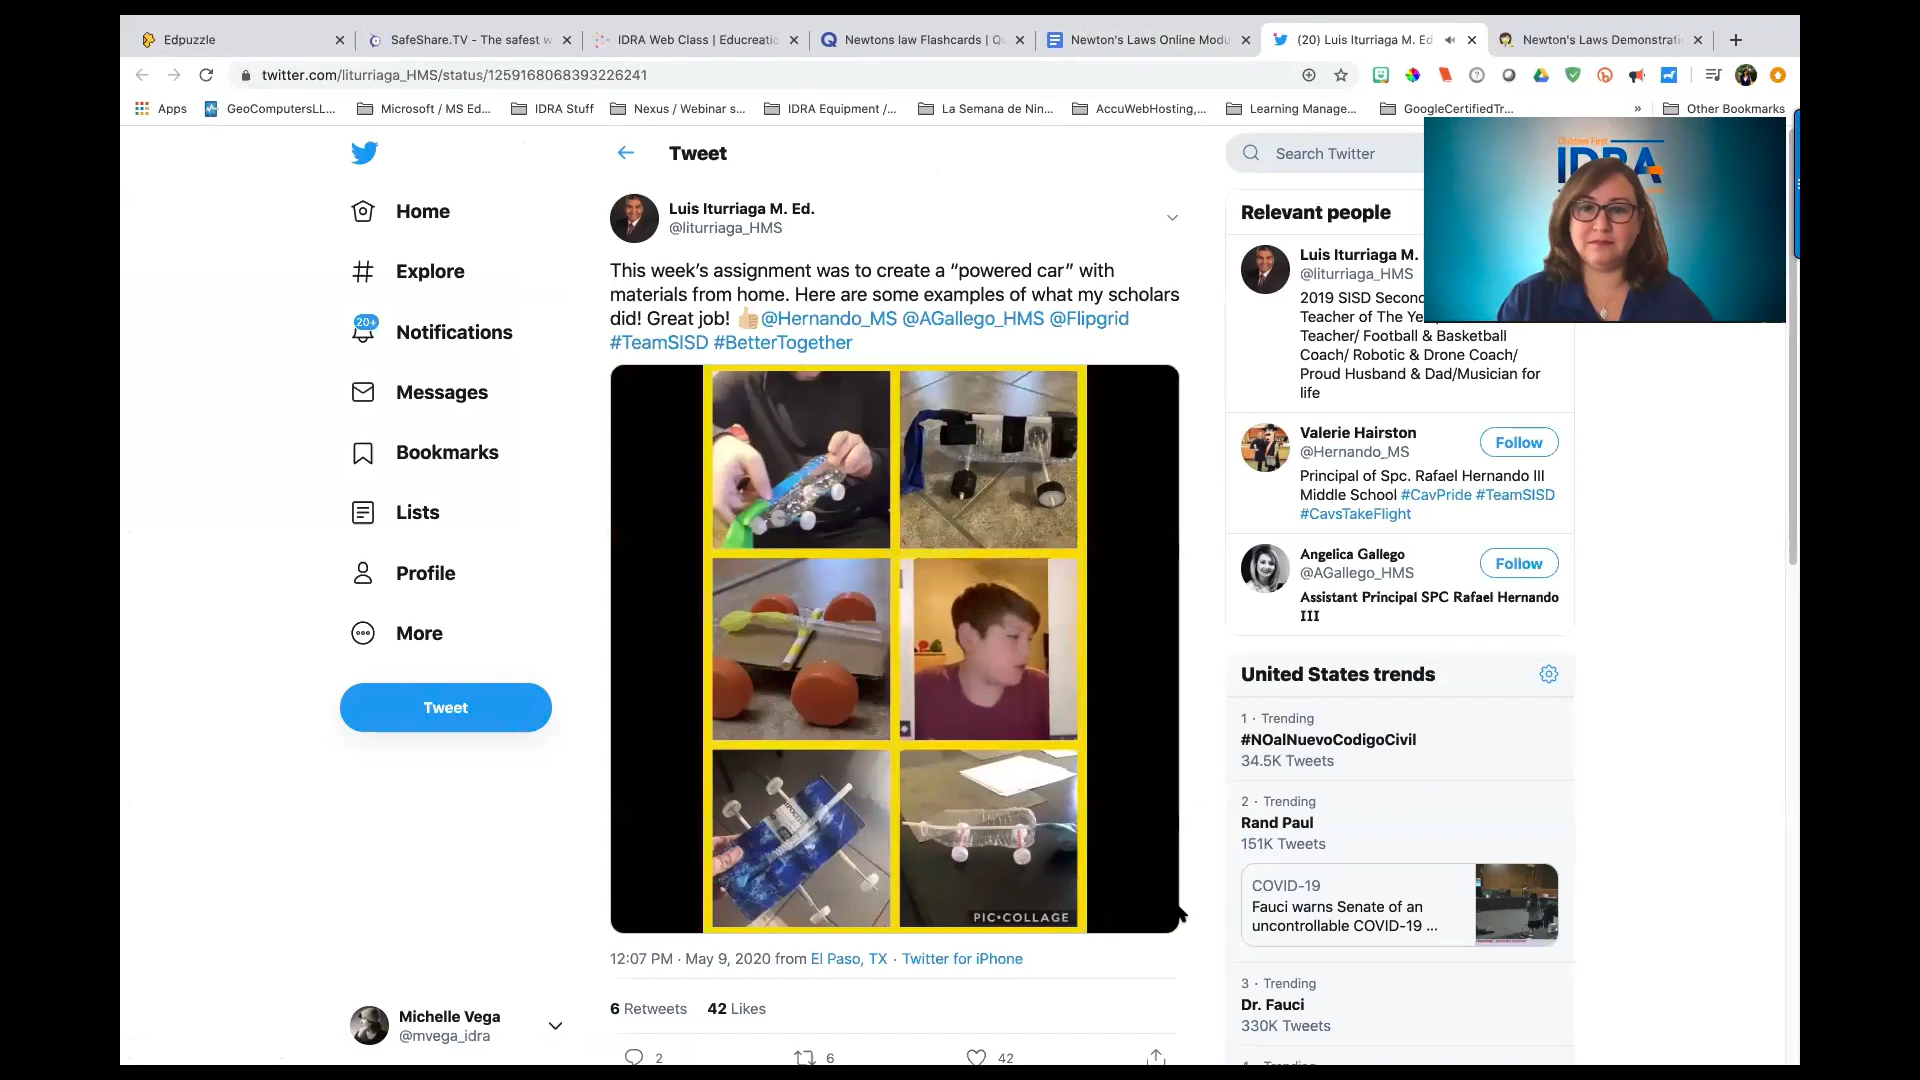 Edpuzzle
SafeShare.TV - The safest w
IDRA Web Class | Educreatic
Newtons law Flashcards | Qu
Newton's Laws Online Modu
(20) Luis Iturriaga M. Ed
Newton's Laws Demonstrati
twitter.com/liturriaga_HMS/status/1259168068393226241
Apps
GeoComputersLL...
Microsoft / MS Ed...
IDRA Stuff
Nexus / Webinar s...
IDRA Equipment /...
La Semana de Nin...
AccuWebHosting,...
Learning Manage...
GoogleCertifiedTr...
»
Other Bookmarks
Home
Explore
20+
Notifications
Messages
Bookmarks
Lists
Profile
More
Tweet
Michelle Vega
@mvega_idra
Tweet
Luis Iturriaga M. Ed.
@liturriaga_HMS
This week's assignment was to create a “powered car” with
materials from home. Here are some examples of what my scholars
did! Great job! 👍🏼@Hernando_MS @AGallego_HMS @Flipgrid
#TeamSISD #BetterTogether
PIC•COLLAGE
12:07 PM · May 9, 2020 from El Paso, TX · Twitter for iPhone
6 Retweets 42 Likes
2 6 42
Search Twitter
Children First
IDRA
Relevant people
Luis Iturriaga M.
@liturriaga_HMS
2019 SISD Second
Teacher of The Ye
Teacher/ Football & Basketball
Coach/ Robotic & Drone Coach/
Proud Husband & Dad/Musician for
life
Valerie Hairston
@Hernando_MS
Follow
Principal of Spc. Rafael Hernando III
Middle School #CavPride #TeamSISD
#CavsTakeFlight
Angelica Gallego
@AGallego_HMS
Follow
Assistant Principal SPC Rafael Hernando
III
United States trends
1 · Trending
#NOalNuevoCodigoCivil
34.5K Tweets
2 · Trending
Rand Paul
151K Tweets
COVID-19
Fauci warns Senate of an
uncontrollable COVID-19 ...
3 · Trending
Dr. Fauci
330K Tweets